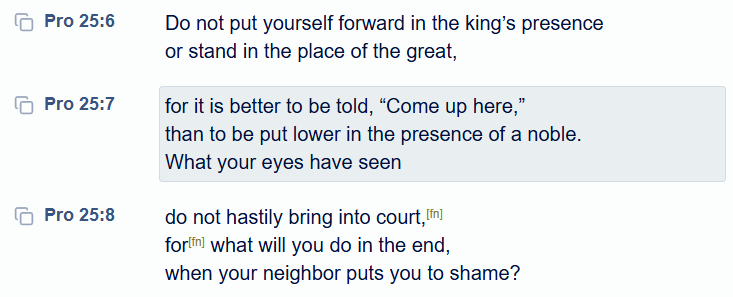 Pro 25:6 Do not put yourself forward in the king’s presence
or stand in the place of the great,
Pro 25:7 for it is better to be told, “Come up here,”
than to be put lower in the presence of a noble.
What your eyes have seen
Pro 25:8 do not hastily bring into court,[fn]
for[fn] what will you do in the end,
when your neighbor puts you to shame?